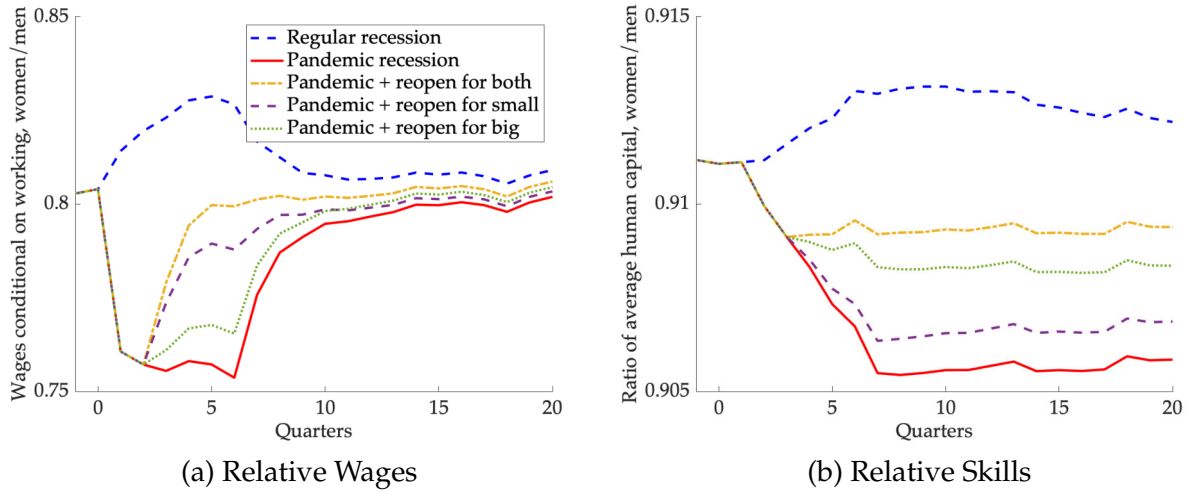 0.85
0.8
0.75
Wages conditional on working, women/men
Regular recession
Pandemic recession
Pandemic + reopen for both
Pandemic + reopen for small
Pandemic + reopen for big
0 5 10 15 20
Quarters
(a) Relative Wages
0.915
0.91
0.905
Ratio of average human capital, women/men
0 5 10 15 20
Quarters
(b) Relative Skills